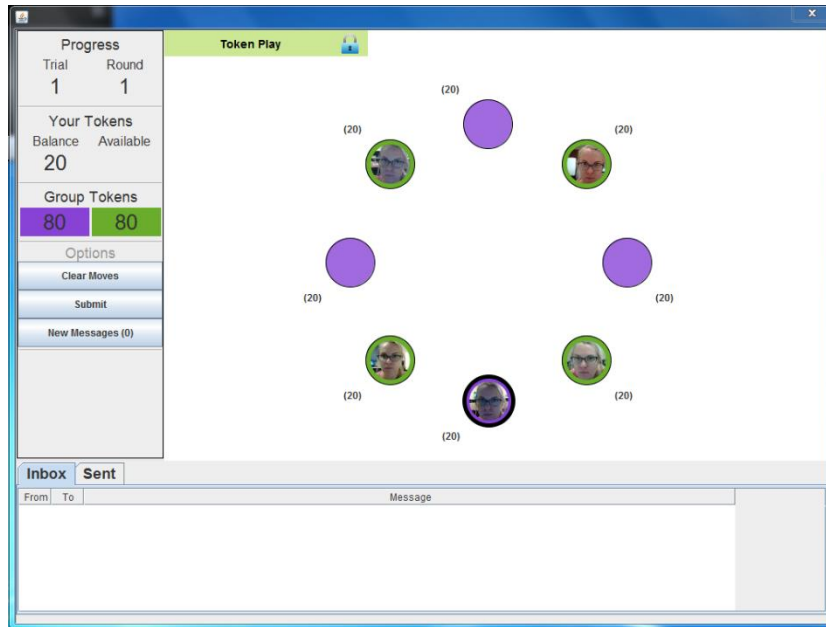 x
Progress
Trial Round
1 1
Your Tokens
Balance Available
20
Group Tokens
80 80
Options
Clear Moves
Submit
New Messages (0)
Token Play
(20)
(20) (20)
(20) (20)
(20) (20)
(20)
Inbox Sent
From To Message